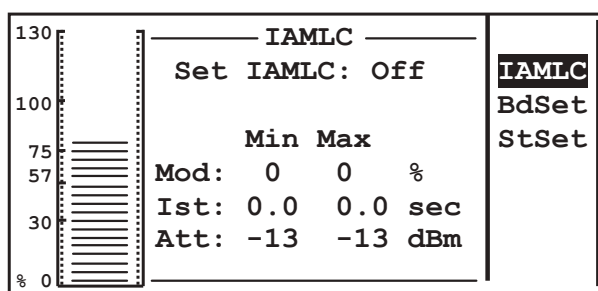 130
100
75
57
30
% 0
IAMLC
Set IAMLC: Off
Min Max
Mod: 0 0 %
Ist: 0.0 0.0 sec
Att: -13 -13 dBm
IAMLC
BdSet
StSet